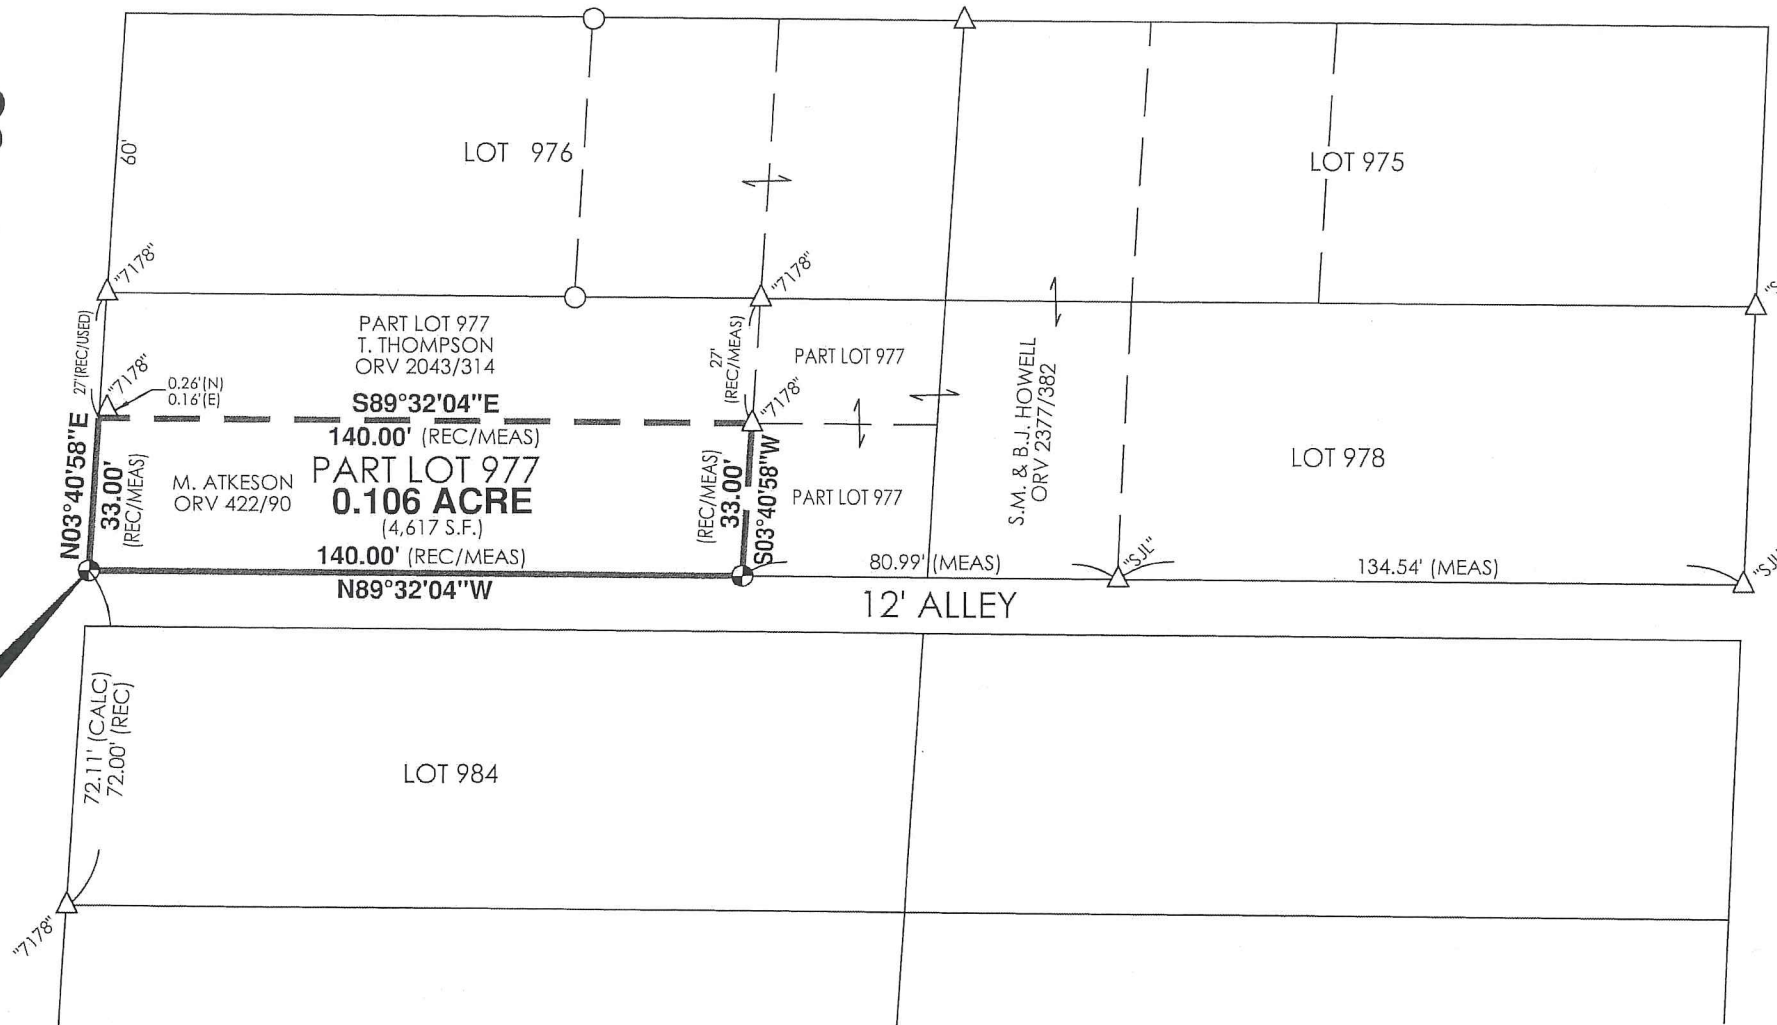 60'
LOT 976
LOT 975
"7178"
"7178"
27'(REC/USED)
PART LOT 977
T. THOMPSON
ORV 2043/314
27'
(REC/MEAS)
PART LOT 977
"7178"
0.26'(N)
0.16'(E)
"7178"
S89°32'04"E
140.00' (REC/MEAS)
N03°40'58"E
33.00'
(REC/MEAS)
M. ATKESON
ORV 422/90
PART LOT 977
0.106 ACRE
(4,617 S.F.)
140.00' (REC/MEAS)
N89°32'04"W
(REC/MEAS)
33.00'
S03°40'58"W
PART LOT 977
S.M. & B.J. HOWELL
ORV 2377/382
LOT 978
80.99' (MEAS)
"SJL"
134.54' (MEAS)
"SJL
12' ALLEY
72.11' (CALC)
72.00' (REC)
LOT 984
"7178"